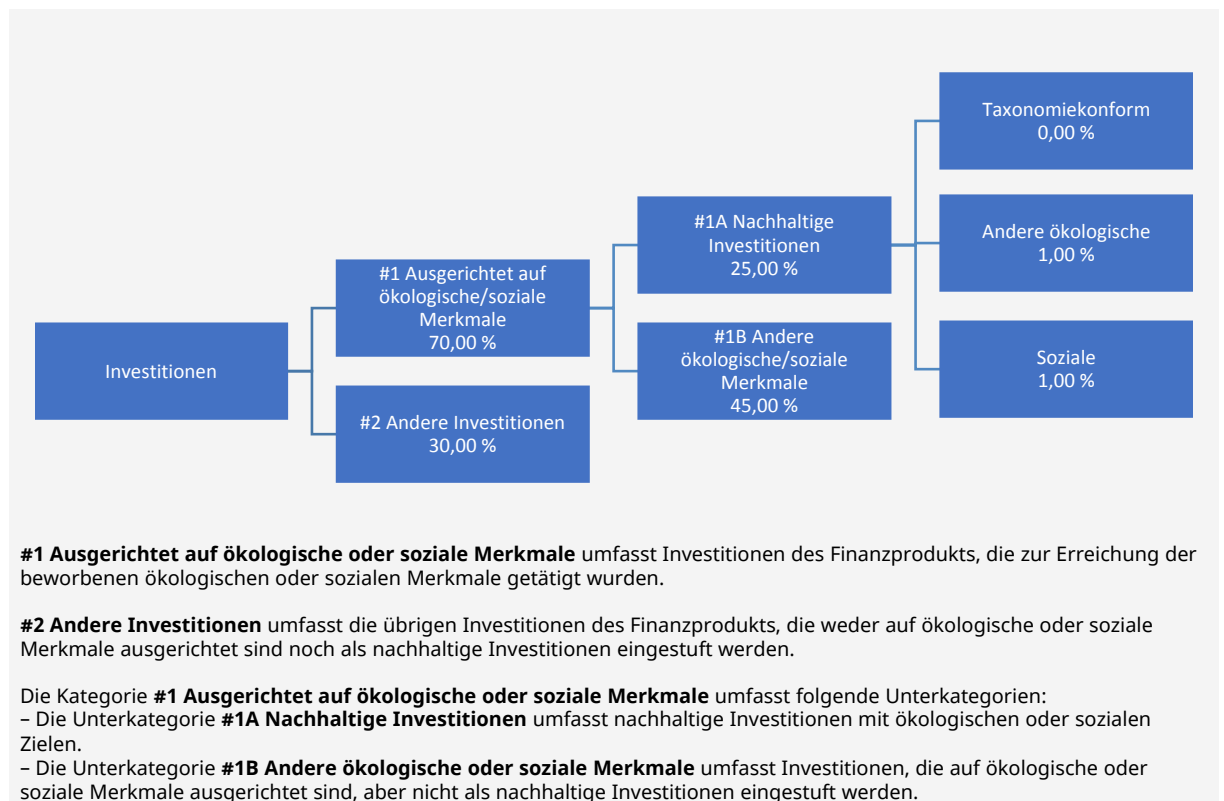 Investitionen
#1 Ausgerichtet auf
ökologische/soziale
Merkmale
70,00 %
#2 Andere Investitionen
30,00 %
#1A Nachhaltige
Investitionen
25,00 %
#1B Andere
ökologische/soziale
Merkmale
45,00 %
Taxonomiekonform
0,00 %
Andere ökologische
1,00 %
Soziale
1,00 %
#1 Ausgerichtet auf ökologische oder soziale Merkmale umfasst Investitionen des Finanzprodukts, die zur Erreichung der
beworbenen ökologischen oder sozialen Merkmale getätigt wurden.
#2 Andere Investitionen umfasst die übrigen Investitionen des Finanzprodukts, die weder auf ökologische oder soziale
Merkmale ausgerichtet sind noch als nachhaltige Investitionen eingestuft werden.
Die Kategorie #1 Ausgerichtet auf ökologische oder soziale Merkmale umfasst folgende Unterkategorien:
– Die Unterkategorie #1A Nachhaltige Investitionen umfasst nachhaltige Investitionen mit ökologischen oder sozialen
Zielen.
– Die Unterkategorie #1B Andere ökologische oder soziale Merkmale umfasst Investitionen, die auf ökologische oder
soziale Merkmale ausgerichtet sind, aber nicht als nachhaltige Investitionen eingestuft werden.